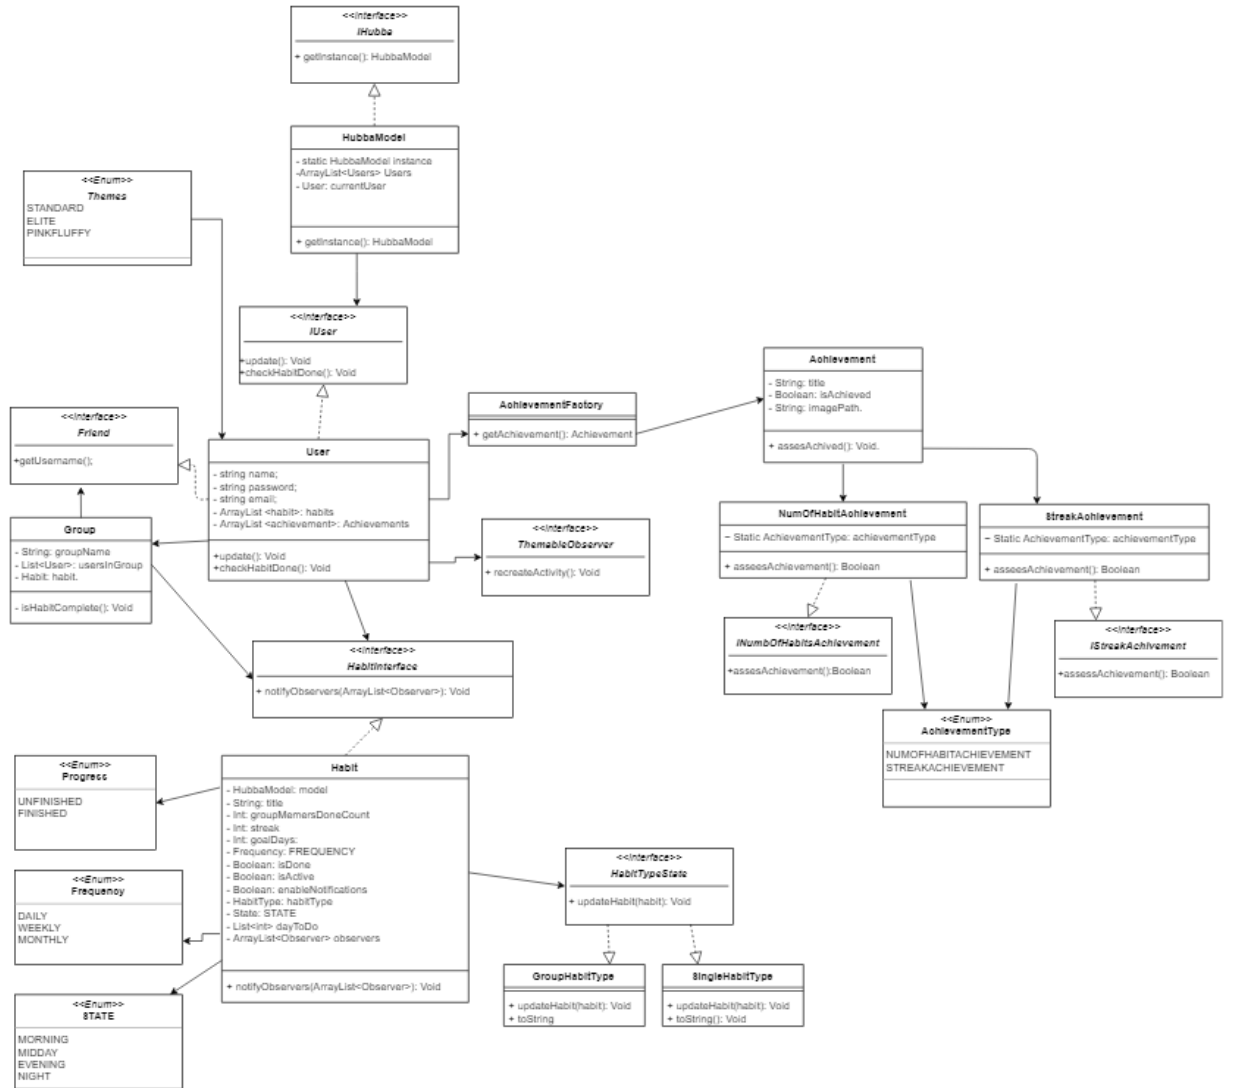 <<interface>>
IHubba
+ getInstance(): HubbaModel
HubbaModel
- static HubbaModel instance
-ArrayList<Users> Users
- User: currentUser
+ getInstance(): HubbaModel
<<Enum>>
Themes
STANDARD
ELITE
PINKFLUFFY
<<interface>>
IUser
+update(): Void
+checkHabitDone(): Void
<<interface>>
Friend
+getUsername();
User
- string name;
- string password;
- string email;
- ArrayList <habit>: habits
- ArrayList <achievement>: Achievements
+update(): Void
+checkHabitDone(): Void
AchievementFactory
+ getAchievement(): Achievement
Achievement
- String: title
- Boolean: isAchieved
- String: imagePath.
+ assesAchived(): Void.
Group
- String: groupName
- List<User>: usersInGroup
- Habit: habit.
- isHabitComplete(): Void
<<interface>>
ThemableObserver
+ recreateActivity(): Void
NumOfHabitAchievement
- Static AchievementType: achievementType
+ asseesAchievement(): Boolean
StreakAchievement
- Static AchievementType: achievementType
+ asseesAchievement(): Boolean
<<interface>>
INumbOfHabitsAchievement
+assesAchievement():Boolean
<<interface>>
IStreakAchivement
+assessAchievement(): Boolean
<<interface>>
HabitInterface
+ notifyObservers(ArrayList<Observer>): Void
<<Enum>>
AchievementType
NUMOFHABITACHIEVEMENT
STREAKACHIEVEMENT
<<Enum>>
Progress
UNFINISHED
FINISHED
Habit
- HubbaModel: model
- String: title
- Int: groupMemersDoneCount
- Int: streak
- Int: goalDays:
- Frequency: FREQUENCY
- Boolean: isDone
- Boolean: isActive
- Boolean: enableNotifications
- HabitType: habitType
- State: STATE
- List<int> dayToDo
- ArrayList<Observer> observers
+ notifyObservers(ArrayList<Observer>): Void
<<Enum>>
Frequency
DAILY
WEEKLY
MONTHLY
<<Enum>>
STATE
MORNING
MIDDAY
EVENING
NIGHT
<<interface>>
HabitTypeState
+ updateHabit(habit): Void
GroupHabitType
+ updateHabit(habit): Void
+ toString
SingleHabitType
+ updateHabit(habit): Void
+ toString(): Void